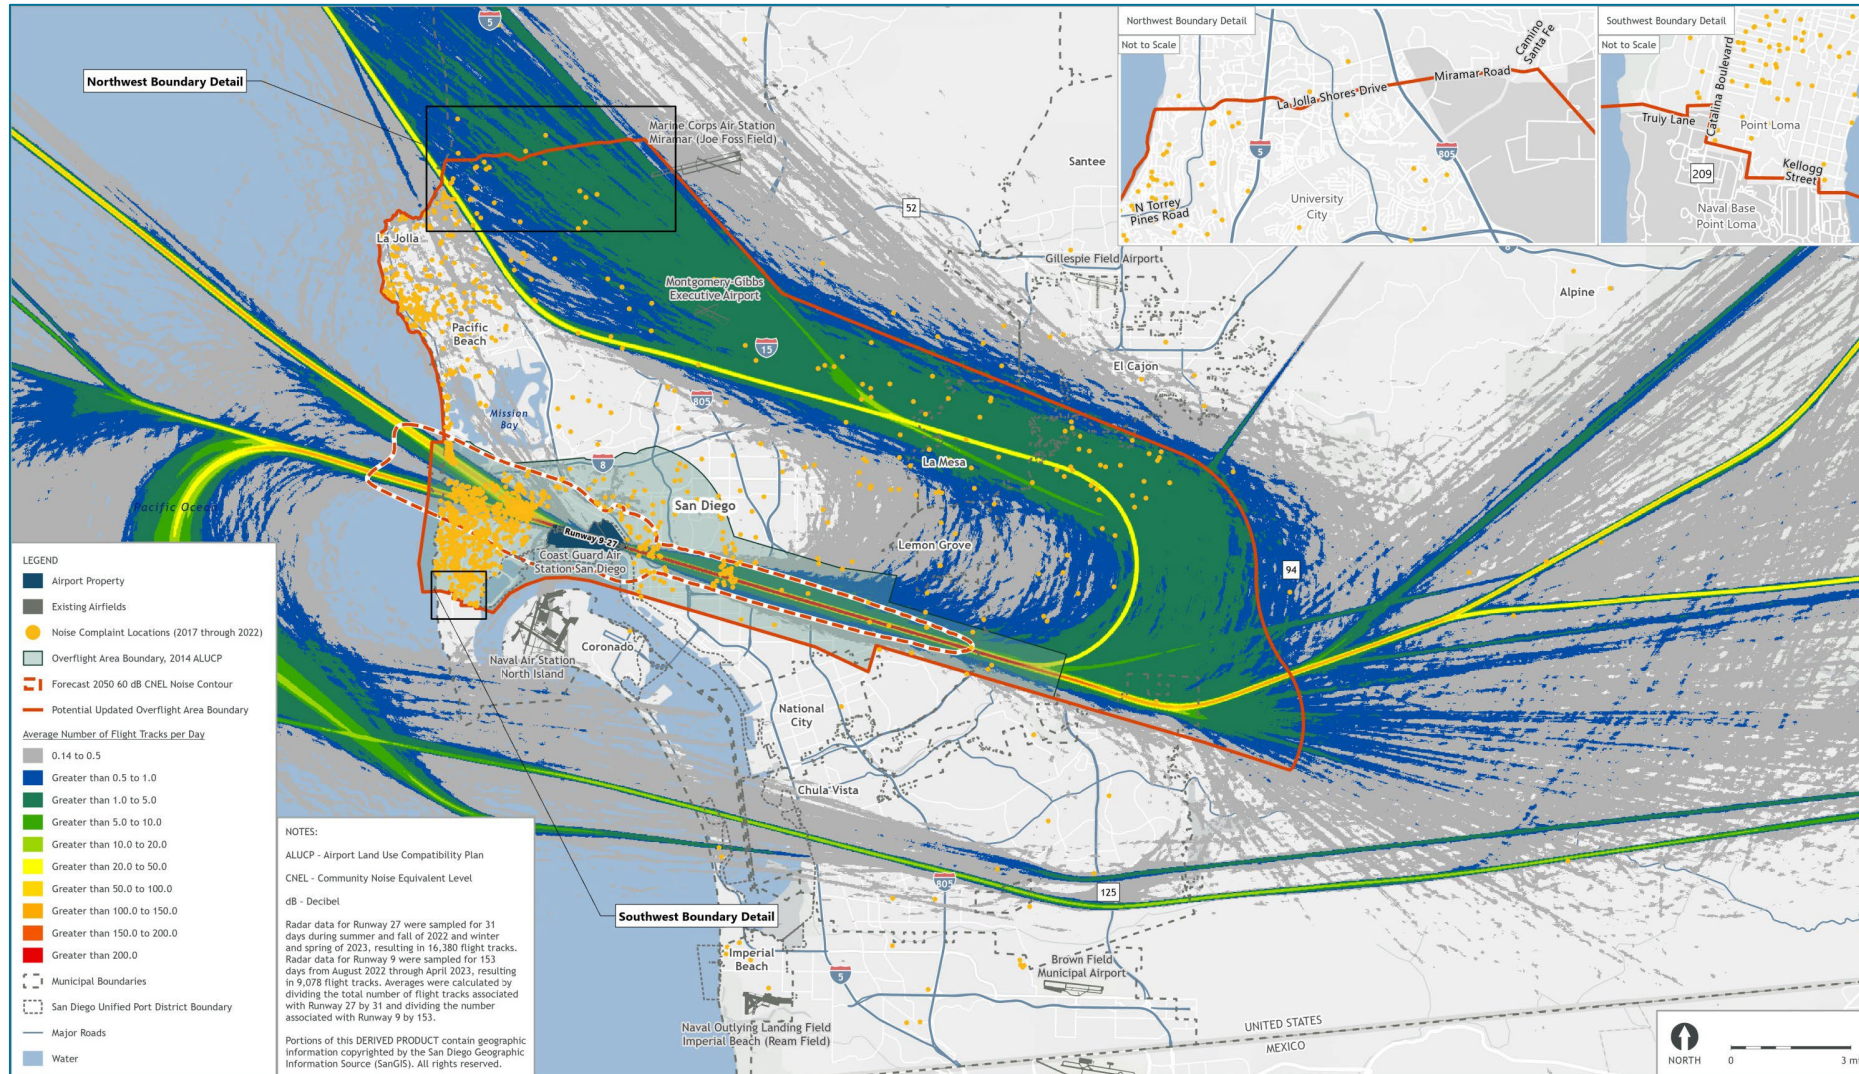 Northwest Boundary Detail
5
Marine Corps Air Station
Miramar (Joe Foss Field)
Santee
52
La Jolla
Gillespie Field Airport
Montgomery-Gibbs
Executive Airport
Alpine
Pacific
Beach
15
El Cajon
8
805
Mission
Bay
8
La Mesa
San Diego
Pacific Ocean
Runway 9-27
Lemon Grove
Coast Guard Air
Station San Diego
94
Coronado
Naval Air Station
North Island
National
City
Chula Vista
805
125
Southwest Boundary Detail
Imperial
Beach
5
Brown Field
Municipal Airport
Naval Outlying Landing Field
Imperial Beach (Ream Field)
UNITED STATES
MEXICO
Northwest Boundary Detail
Not to Scale
Camino
Santa Fe
Miramar Road
La Jolla Shores Drive
5
805
N Torrey
Pines Road
University
City
Southwest Boundary Detail
Not to Scale
Catalina Boulevard
Truly Lane
Point Loma
209
Kellogg
Street
Naval Base
Point Loma
LEGEND
Airport Property
Existing Airfields
Noise Complaint Locations (2017 through 2022)
Overflight Area Boundary, 2014 ALUCP
Forecast 2050 60 dB CNEL Noise Contour
Potential Updated Overflight Area Boundary
Average Number of Flight Tracks per Day
0.14 to 0.5
Greater than 0.5 to 1.0
Greater than 1.0 to 5.0
Greater than 5.0 to 10.0
Greater than 10.0 to 20.0
Greater than 20.0 to 50.0
Greater than 50.0 to 100.0
Greater than 100.0 to 150.0
Greater than 150.0 to 200.0
Greater than 200.0
Municipal Boundaries
San Diego Unified Port District Boundary
Major Roads
Water
NOTES:
ALUCP - Airport Land Use Compatibility Plan
CNEL - Community Noise Equivalent Level
dB - Decibel
Radar data for Runway 27 were sampled for 31
days during summer and fall of 2022 and winter
and spring of 2023, resulting in 16,380 flight tracks.
Radar data for Runway 9 were sampled for 153
days from August 2022 through April 2023, resulting
in 9,078 flight tracks. Averages were calculated by
dividing the total number of flight tracks associated
with Runway 27 by 31 and dividing the number
associated with Runway 9 by 153.
Portions of this DERIVED PRODUCT contain geographic
information copyrighted by the San Diego Geographic
Information Source (SanGIS). All rights reserved.
NORTH
0
3 mi